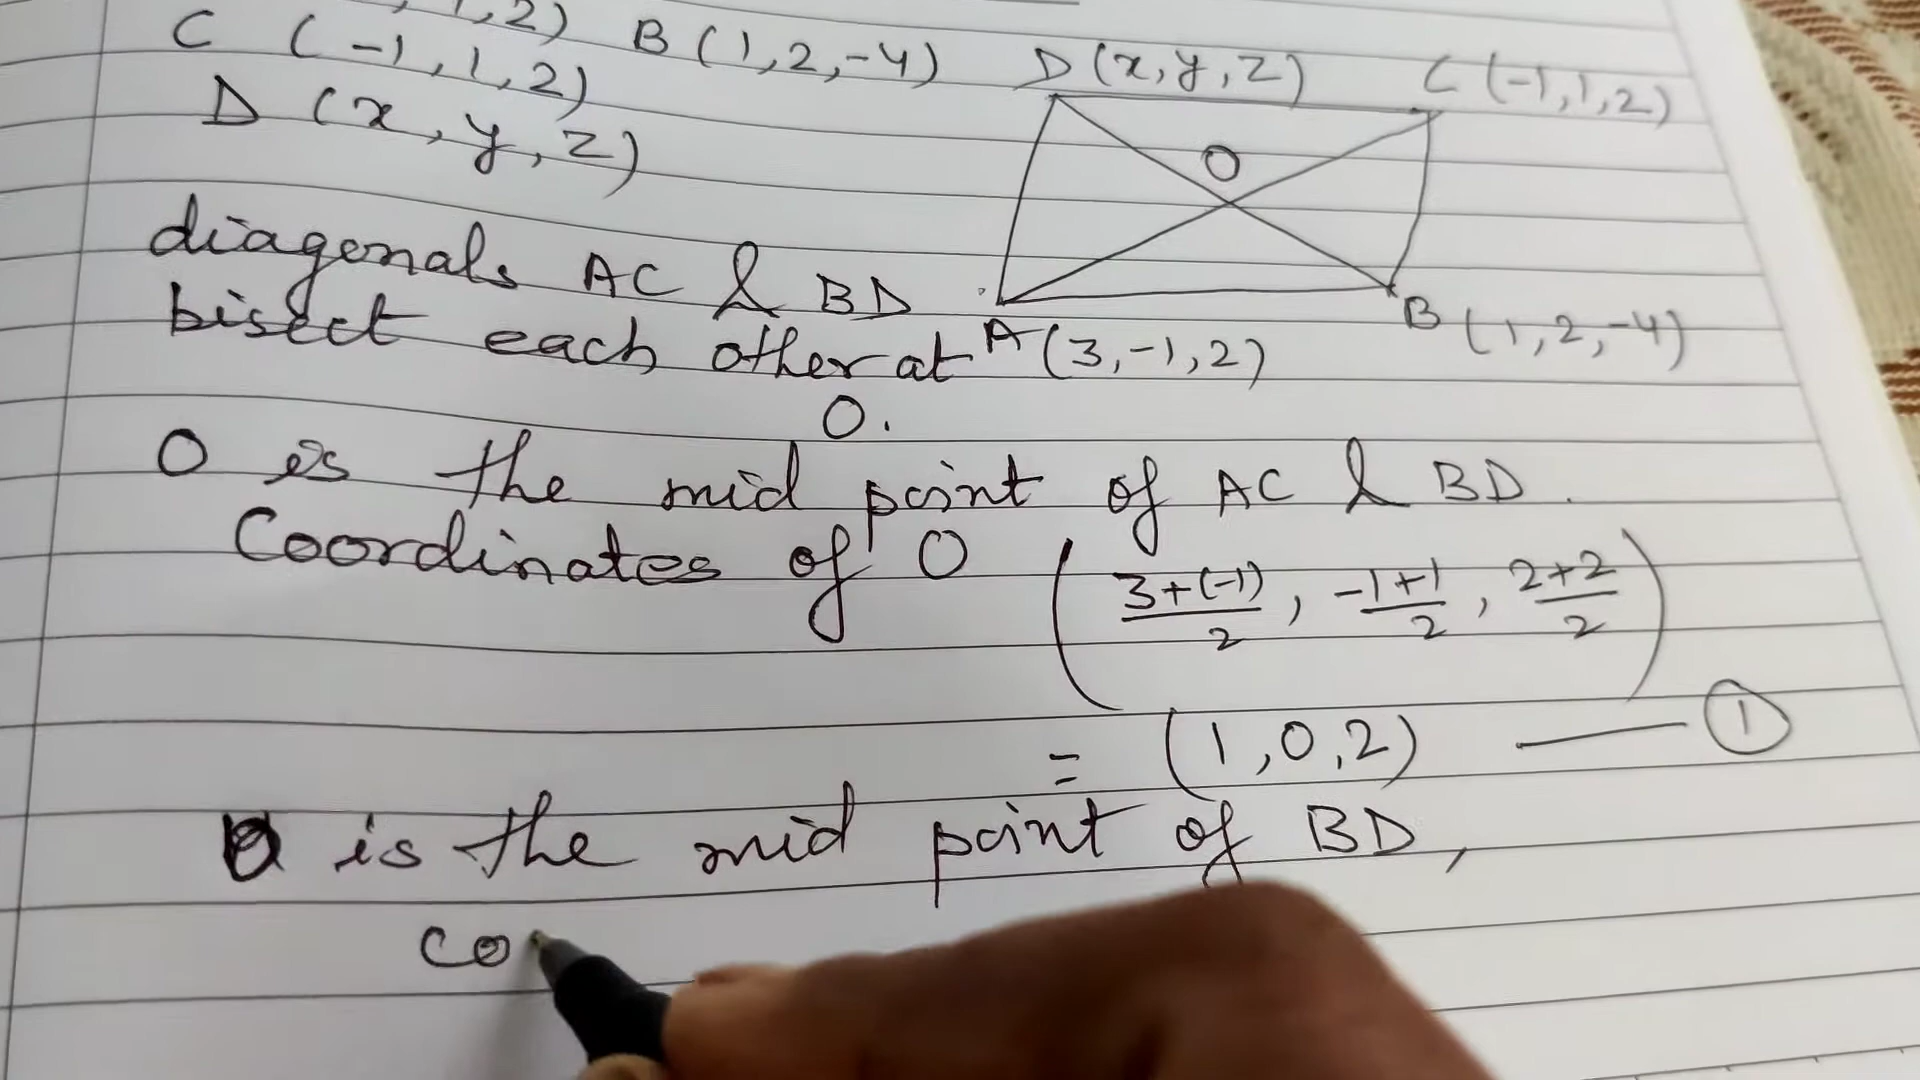 , 1, 2) B (1, 2, -4) D (x, y, z) C (-1, 1, 2)
C (-1, 1, 2)
D (x, y, z)
O
diagonals AC & BD
bisect each other at A (3, -1, 2) B (1, 2, -4)
O.
O is the mid point of AC & BD.
Coordinates of O ( 3+(-1)/2 , -1+1/2 , 2+2/2 )
= (1, 0, 2) — ①
O is the mid point of BD,
Co